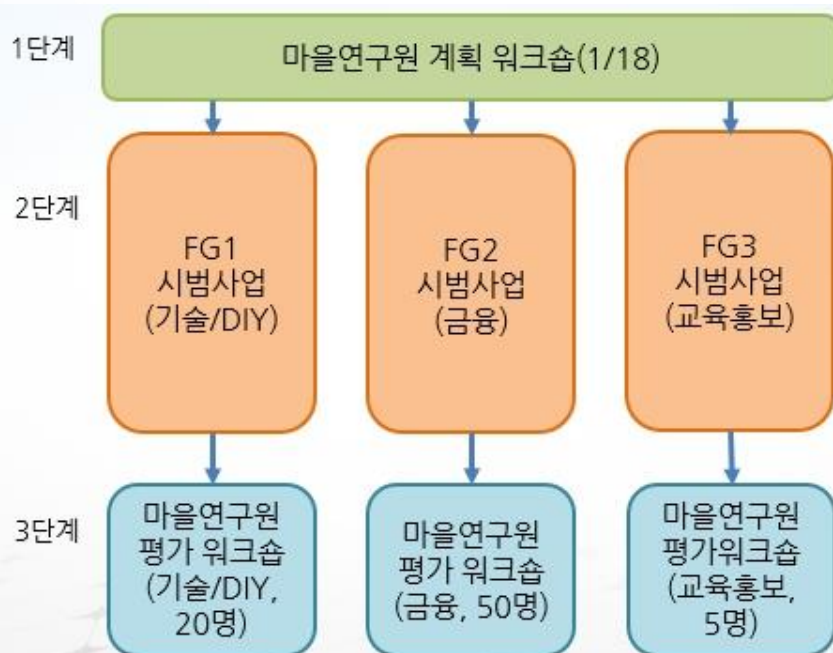 1단계
마을연구원 계획 워크숍(1/18)
2단계
FG1
시범사업
(기술/DIY)
FG2
시범사업
(금융)
FG3
시범사업
(교육홍보)
3단계
마을연구원
평가 워크숍
(기술/DIY,
20명)
마을연구원
평가 워크숍
(금융, 50명)
마을연구원
평가워크숍
(교육홍보,
5명)